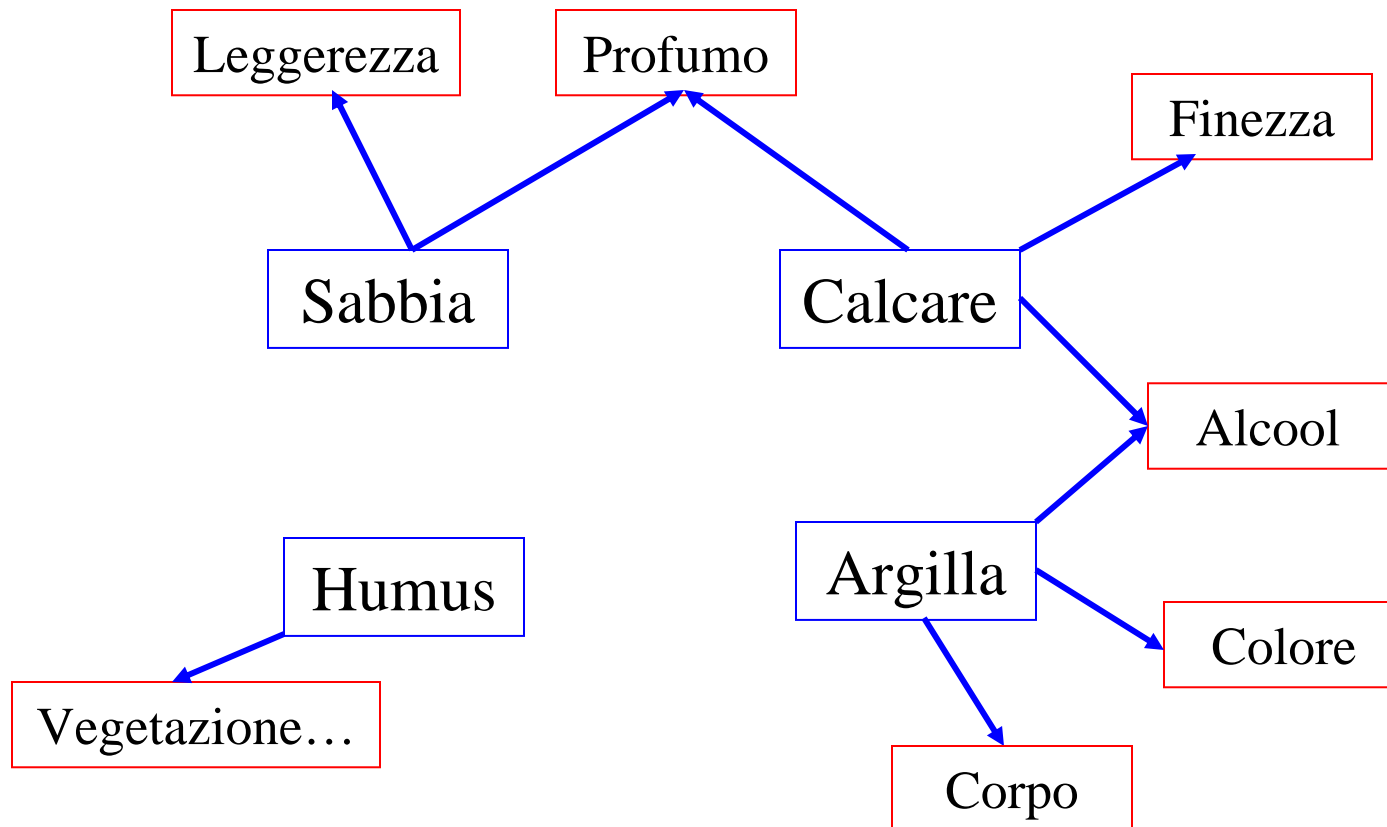 Leggerezza
Profumo
Finezza
Sabbia
Calcare
Alcool
Humus
Argilla
Colore
Vegetazione…
Corpo